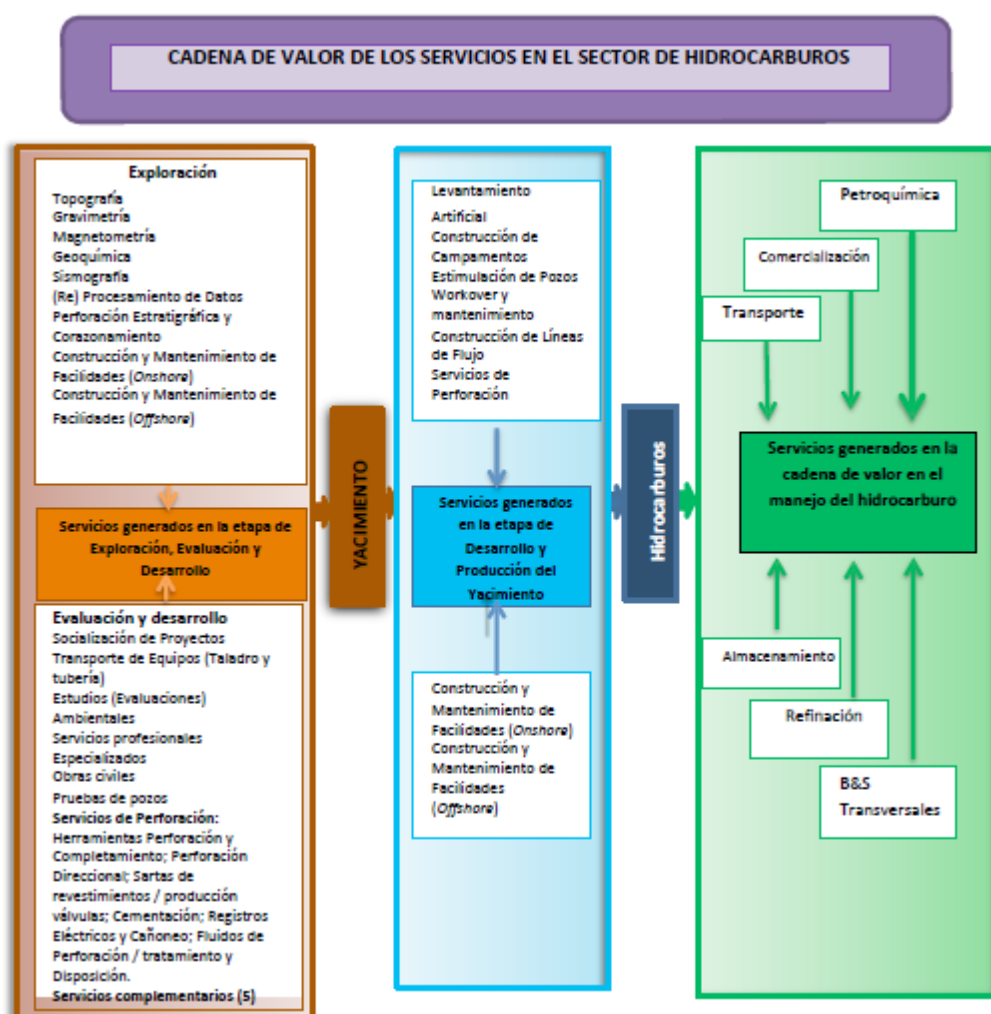 CADENA DE VALOR DE LOS SERVICIOS EN EL SECTOR DE HIDROCARBUROS
Exploración
Topografía
Gravimetría
Magnetometría
Geoquímica
Sismografía
(Re) Procesamiento de Datos
Perforación Estratigráfica y
Corazonamiento
Construcción y Mantenimiento de
Facilidades (Onshore)
Construcción y Mantenimiento de
Facilidades (Offshore)
Servicios generados en la etapa de
Exploración, Evaluación y
Desarrollo
Evaluación y desarrollo
Socialización de Proyectos
Transporte de Equipos (Taladro y
tubería)
Estudios (Evaluaciones)
Ambientales
Servicios profesionales
Especializados
Obras civiles
Pruebas de pozos
Servicios de Perforación:
Herramientas Perforación y
Completamiento; Perforación
Direccional; Sartas de
revestimientos / producción
válvulas; Cementación; Registros
Eléctricos y Cañoneo; Fluidos de
Perforación / tratamiento y
Disposición.
Servicios complementarios (5)
YACIMIENTO
Levantamiento
Artificial
Construcción de
Campamentos
Estimulación de Pozos
Workover y
mantenimiento
Construcción de Líneas
de Flujo
Servicios de
Perforación
Servicios generados
en la etapa de
Desarrollo y
Producción del
Yacimiento
Construcción y
Mantenimiento de
Facilidades (Onshore)
Construcción y
Mantenimiento de
Facilidades
(Offshore)
Hidrocarburos
Petroquímica
Comercialización
Transporte
Servicios generados en la
cadena de valor en el
manejo del hidrocarburo
Almacenamiento
Refinación
B&S
Transversales